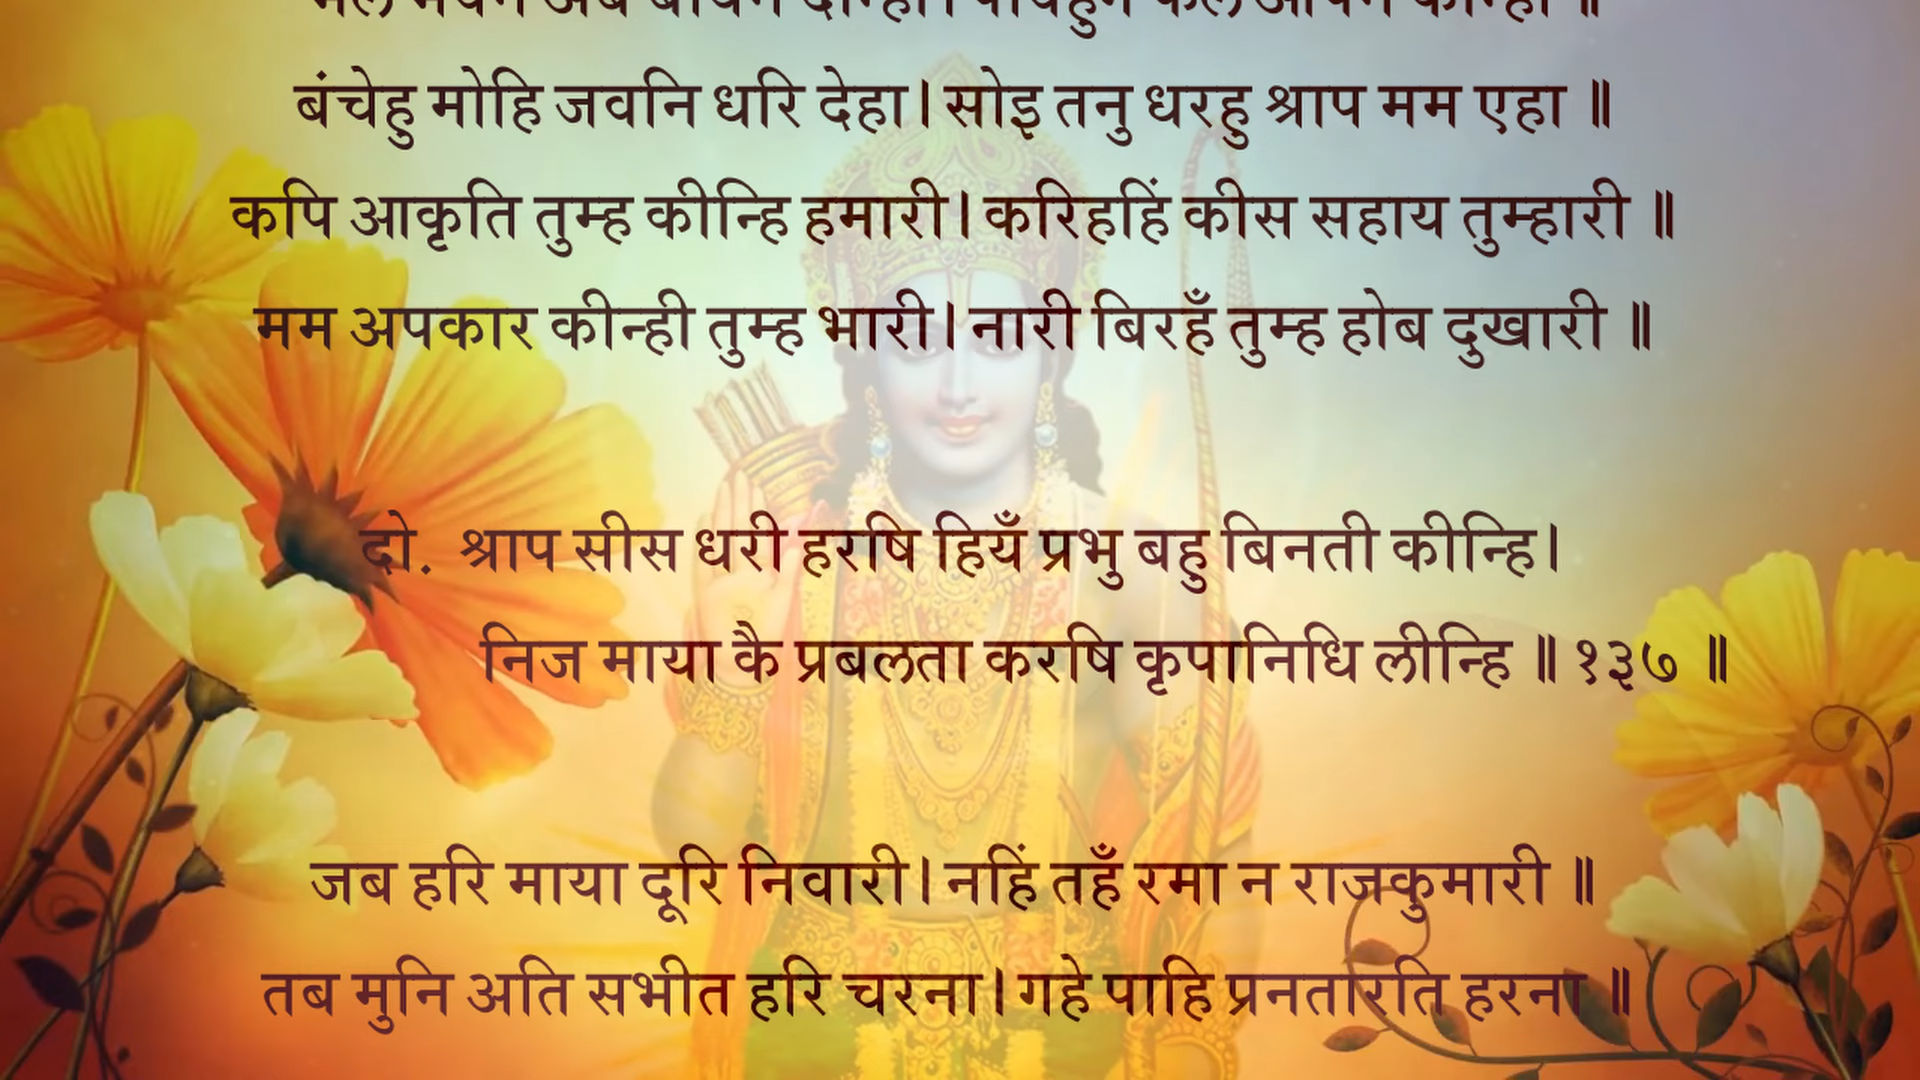 बंचेहु मोहि जवनि धरि देहा। सोइ तनु धरहु श्राप मम एहा ॥
कपि आकृति तुम्ह कीन्हि हमारी। करिहहिं कीस सहाय तुम्हारी ॥
मम अपकार कीन्ही तुम्ह भारी। नारी बिरहँ तुम्ह होब दुखारी ॥
दो. श्राप सीस धरी हरषि हियँ प्रभु बहु बिनती कीन्हि।
निज माया कै प्रबलता करषि कृपानिधि लीन्हि ॥ १३७ ॥
जब हरि माया दूरि निवारी। नहिं तहँ रमा न राजकुमारी ॥
तब मुनि अति सभीत हरि चरना। गहे पाहि प्रनतारति हरना ॥